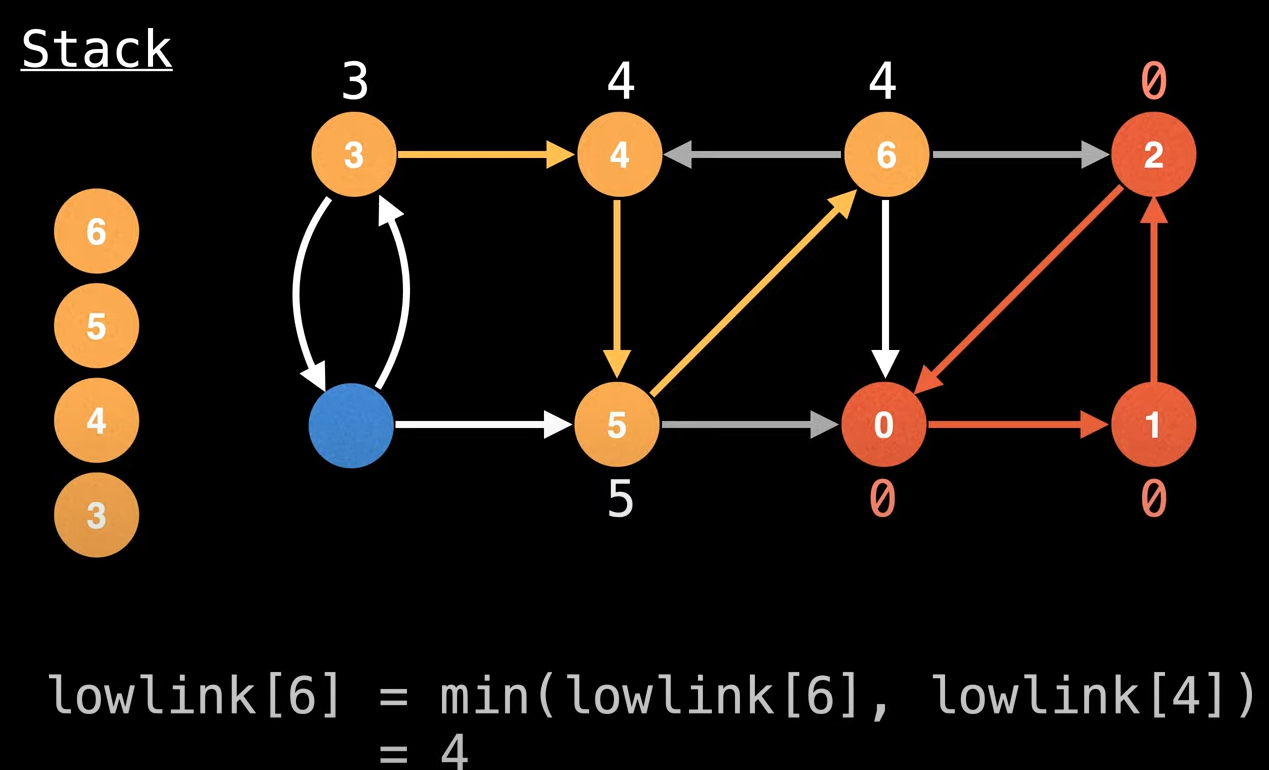 Stack
3 4 4 0
3 4 6 2
6
5
4
3
5 0 1
5 0 0
lowlink[6] = min(lowlink[6], lowlink[4])
= 4